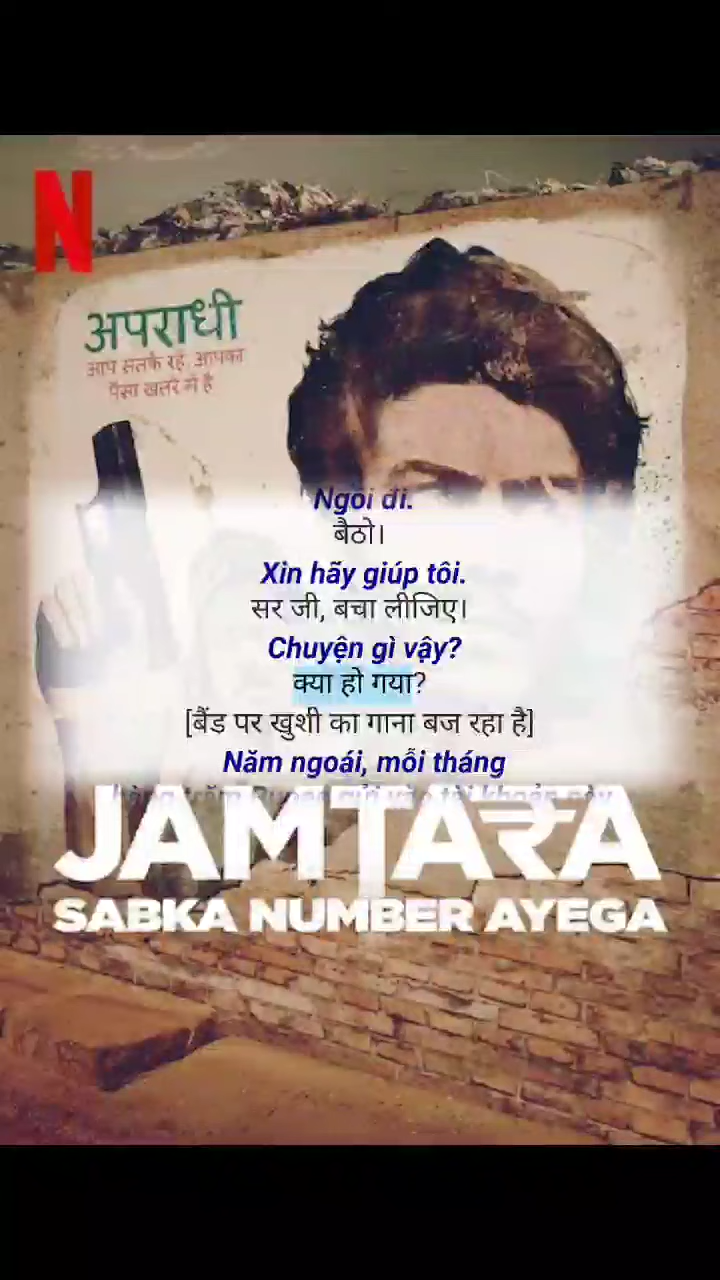 N
अपराधी
आप सतर्क रहे, आपका
पैसा खतरे में है
Ngồi đi.
बैठो।
Xin hãy giúp tôi.
सर जी, बचा लीजिए।
Chuyện gì vậy?
क्या हो गया?
[बैंड पर खुशी का गाना बज रहा है]
Năm ngoái, mỗi tháng
JAMTARA
SABKA NUMBER AYEGA